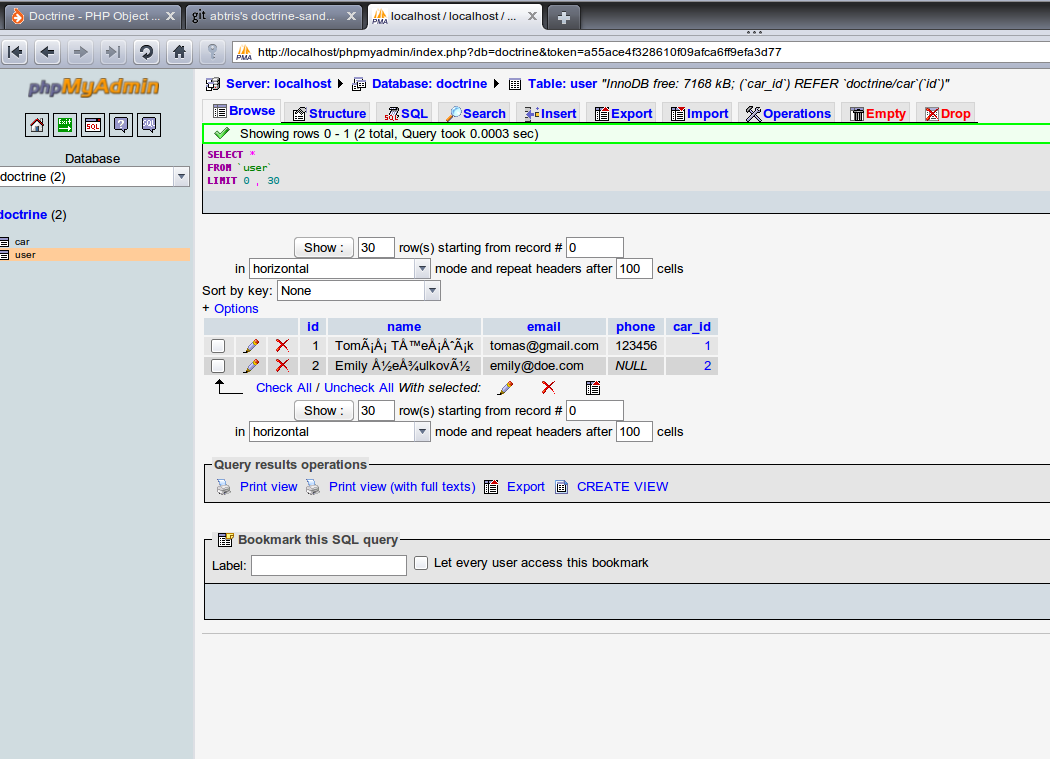 Doctrine - PHP Object ...
git abtris's doctrine-sand...
PMA localhost / localhost / ...
PMA http://localhost/phpmyadmin/index.php?db=doctrine&token=a55ace4f328610f09afca6ff9efa3d77
phpMyAdmin
Server: localhost Database: doctrine Table: user "InnoDB free: 7168 kB; (`car_id`) REFER `doctrine/car`(`id`)"
Browse Structure SQL Search Insert Export Import Operations Empty Drop
EXIT SQL ? SQL
Showing rows 0 - 1 (2 total, Query took 0.0003 sec)
SELECT *
FROM `user`
LIMIT 0 , 30
Database
doctrine (2)
doctrine (2)
car
user
Show : 30 row(s) starting from record # 0
in horizontal mode and repeat headers after 100 cells
Sort by key: None
+ Options
id name email phone car_id
1 TomÃ¡Å¡ TÅ™eÅ¡ÅˆÃ¡k tomas@gmail.com 123456 1
2 Emily Å½eÅ¾ulkovÃ½ emily@doe.com NULL 2
Check All / Uncheck All With selected:
Show : 30 row(s) starting from record # 0
in horizontal mode and repeat headers after 100 cells
Query results operations
Print view Print view (with full texts) Export CREATE VIEW
Bookmark this SQL query
Label: Let every user access this bookmark